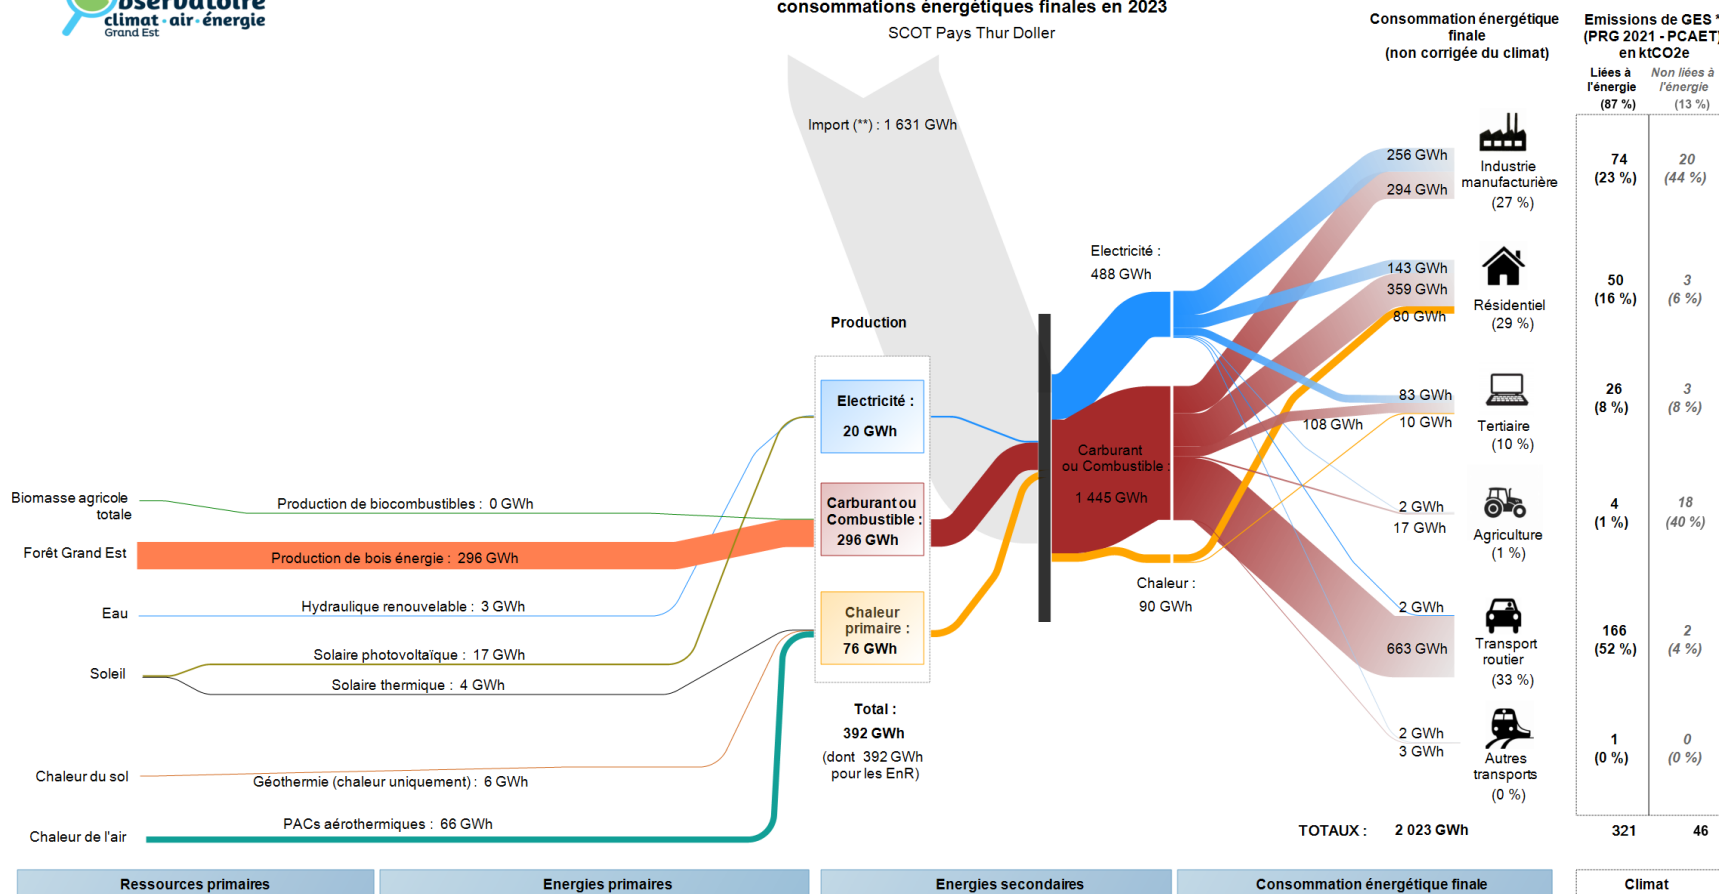 Observatoire
climat · air · énergie
Grand Est
consommations énergétiques finales en 2023
SCOT Pays Thur Doller
Consommation énergétique
finale
(non corrigée du climat)
Emissions de GES *
(PRG 2021 - PCAET)
en ktCO2e
Liées à
l'énergie
(87 %)
Non liées à
l'énergie
(13 %)
Import (**) : 1 631 GWh
256 GWh
294 GWh
Industrie
manufacturière
(27 %)
74
(23 %)
20
(44 %)
Electricité :
488 GWh
143 GWh
359 GWh
80 GWh
Résidentiel
(29 %)
50
(16 %)
3
(6 %)
Production
Electricité :
20 GWh
83 GWh
108 GWh
10 GWh
Tertiaire
(10 %)
26
(8 %)
3
(8 %)
Carburant
ou Combustible :
1 445 GWh
Biomasse agricole
totale
Production de biocombustibles : 0 GWh
Carburant ou
Combustible :
296 GWh
2 GWh
17 GWh
Agriculture
(1 %)
4
(1 %)
18
(40 %)
Forêt Grand Est
Production de bois énergie : 296 GWh
Chaleur :
90 GWh
Eau
Hydraulique renouvelable : 3 GWh
Chaleur
primaire :
76 GWh
2 GWh
663 GWh
Transport
routier
(33 %)
166
(52 %)
2
(4 %)
Soleil
Solaire photovoltaïque : 17 GWh
Solaire thermique : 4 GWh
Total :
392 GWh
(dont 392 GWh
pour les EnR)
2 GWh
3 GWh
Autres
transports
(0 %)
1
(0 %)
0
(0 %)
Chaleur du sol
Géothermie (chaleur uniquement) : 6 GWh
Chaleur de l'air
PACs aérothermiques : 66 GWh
TOTAUX : 2 023 GWh
321
46
Ressources primaires
Energies primaires
Energies secondaires
Consommation énergétique finale
Climat